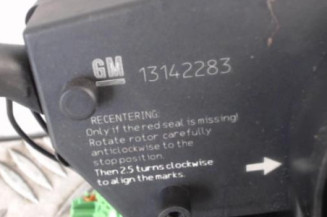 GM 13142283
RECENTERING:
Only if the red seal is missing!
Rotate rotor carefully
anticlockwise to the
stop position.
Then 2.5 turns clockwise
to align the marks.